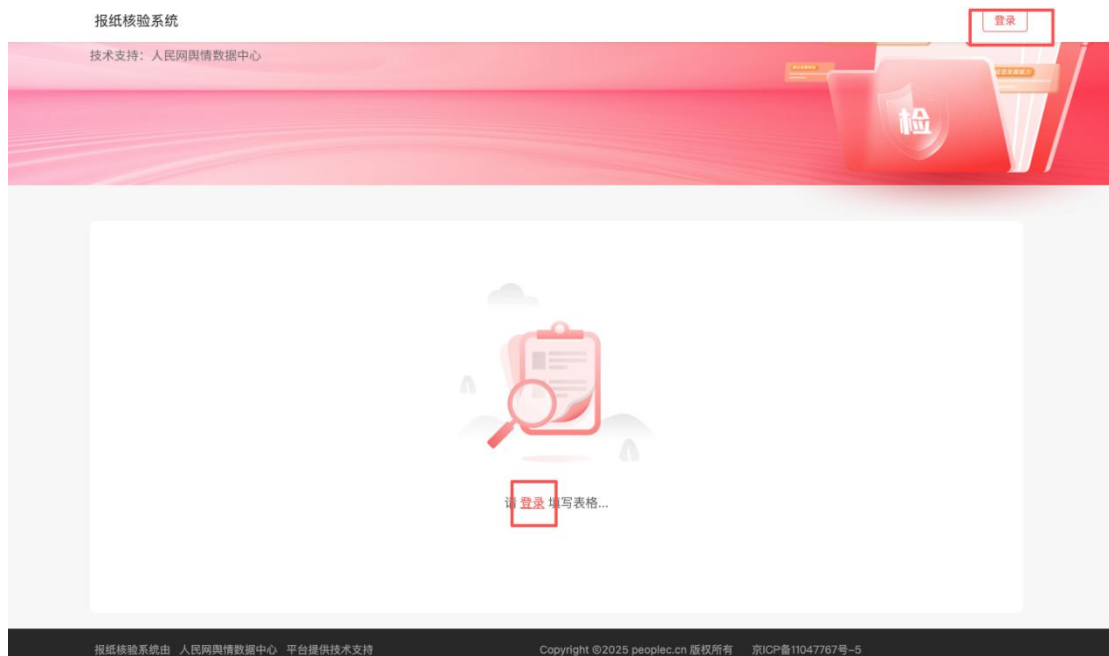 报纸核验系统
登录
技术支持：人民网舆情数据中心
检
请 登录 填写表格...
报纸核验系统由 人民网舆情数据中心 平台提供技术支持
Copyright ©2025 peoplec.cn 版权所有 京ICP备11047767号-5